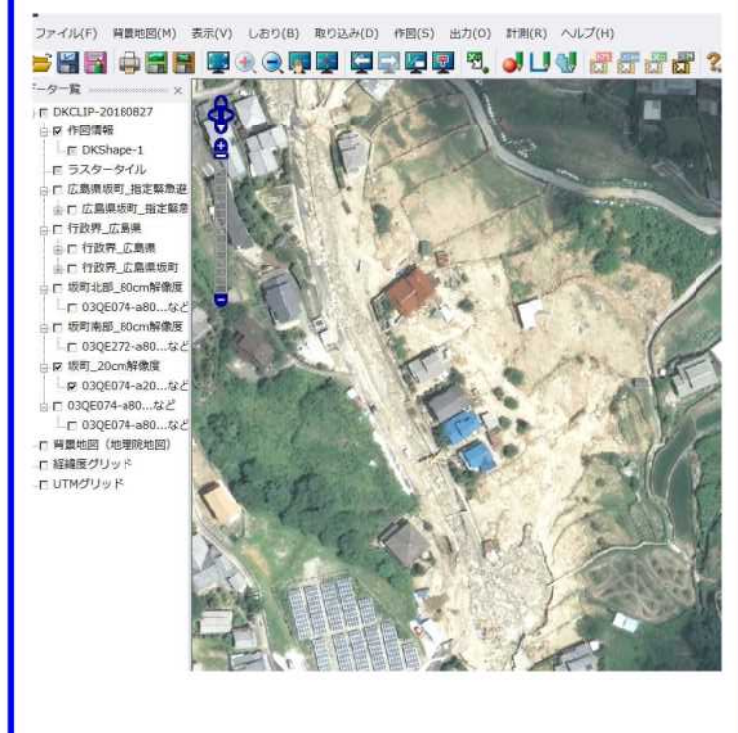 ファイル(F) 背景地図(M) 表示(V) しおり(B) 取り込み(D) 作図(S) 出力(O) 計測(R) ヘルプ(H)
データ一覧
DKCLIP-20180827
作図情報
DKShape-1
ラスタータイル
広島県坂町_指定緊急避
広島県坂町_指定緊急
行政界_広島県
行政界_広島県
行政界_広島県坂町
坂町北部_80cm解像度
03QE074-a80...など
坂町南部_80cm解像度
03QE272-a80...など
坂町_20cm解像度
03QE074-a20...など
03QE074-a80...など
03QE074-a80...など
背景地図（地理院地図）
経緯度グリッド
UTMグリッド